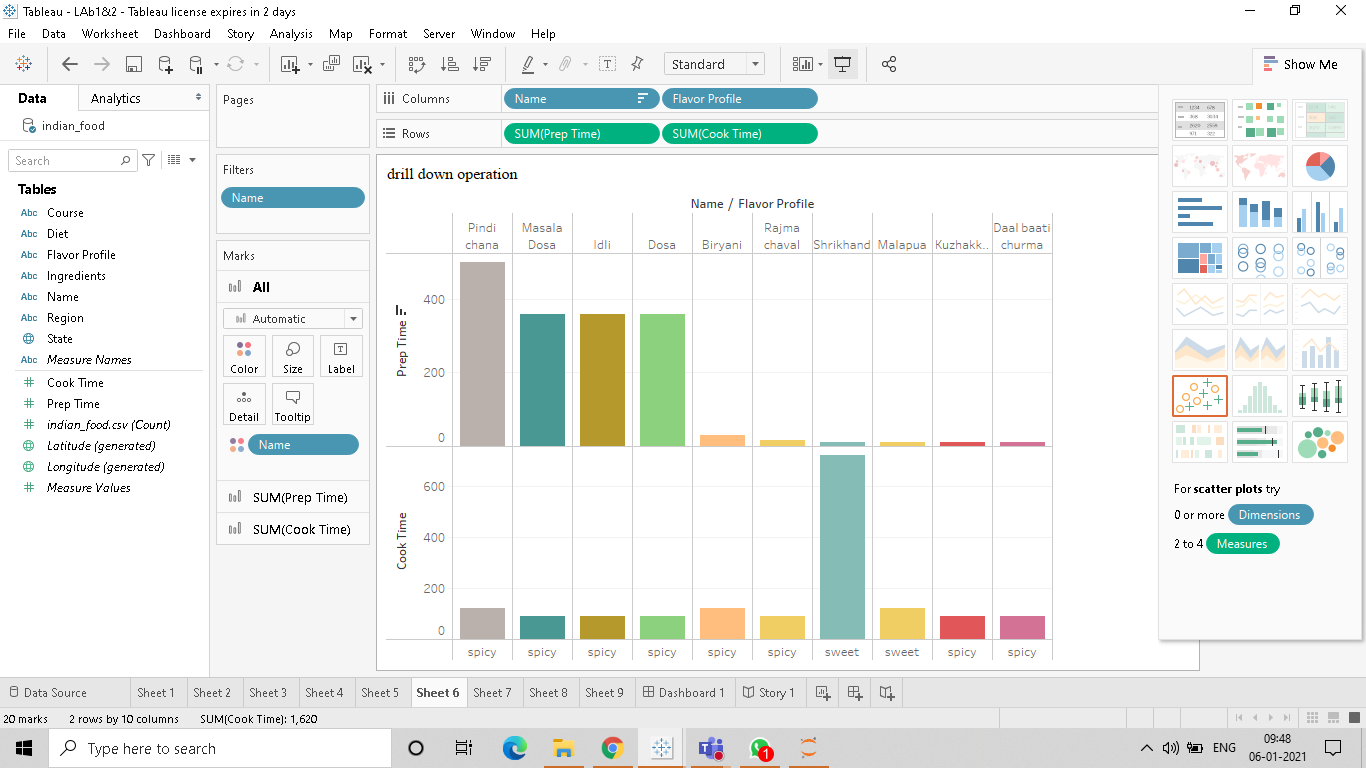 Tableau - LAb1&2 - Tableau license expires in 2 days
File Data Worksheet Dashboard Story Analysis Map Format Server Window Help
Standard
Show Me
Data Analytics
indian_food
Search
Tables
Abc Course
Abc Diet
Abc Flavor Profile
Abc Ingredients
Abc Name
Abc Region
State
Abc Measure Names
# Cook Time
# Prep Time
# indian_food.csv (Count)
Latitude (generated)
Longitude (generated)
# Measure Values
Pages
Filters
Name
Marks
All
Automatic
Color Size Label
Detail Tooltip
Name
SUM(Prep Time)
SUM(Cook Time)
Columns Name Flavor Profile
Rows SUM(Prep Time) SUM(Cook Time)
drill down operation
Name / Flavor Profile
Pindi chana
Masala Dosa
Idli
Dosa
Biryani
Rajma chaval
Shrikhand
Malapua
Kuzhakk..
Daal baati churma
Prep Time
400
200
0
Cook Time
600
400
200
0
spicy spicy spicy spicy spicy spicy sweet sweet spicy spicy
For scatter plots try
0 or more Dimensions
2 to 4 Measures
Data Source Sheet 1 Sheet 2 Sheet 3 Sheet 4 Sheet 5 Sheet 6 Sheet 7 Sheet 8 Sheet 9 Dashboard 1 Story 1
20 marks 2 rows by 10 columns SUM(Cook Time): 1,620
Type here to search
1
ENG
09:48
06-01-2021